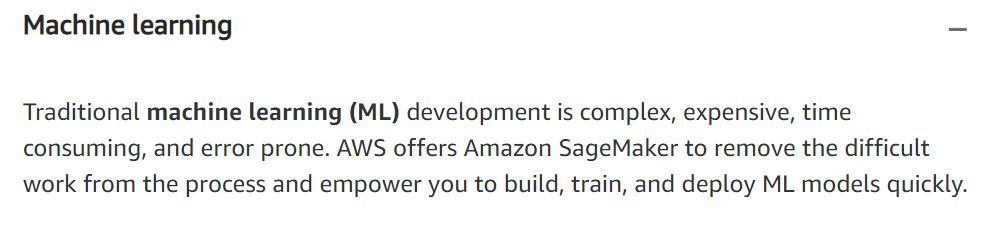 Machine learning
Traditional machine learning (ML) development is complex, expensive, time
consuming, and error prone. AWS offers Amazon SageMaker to remove the difficult
work from the process and empower you to build, train, and deploy ML models quickly.